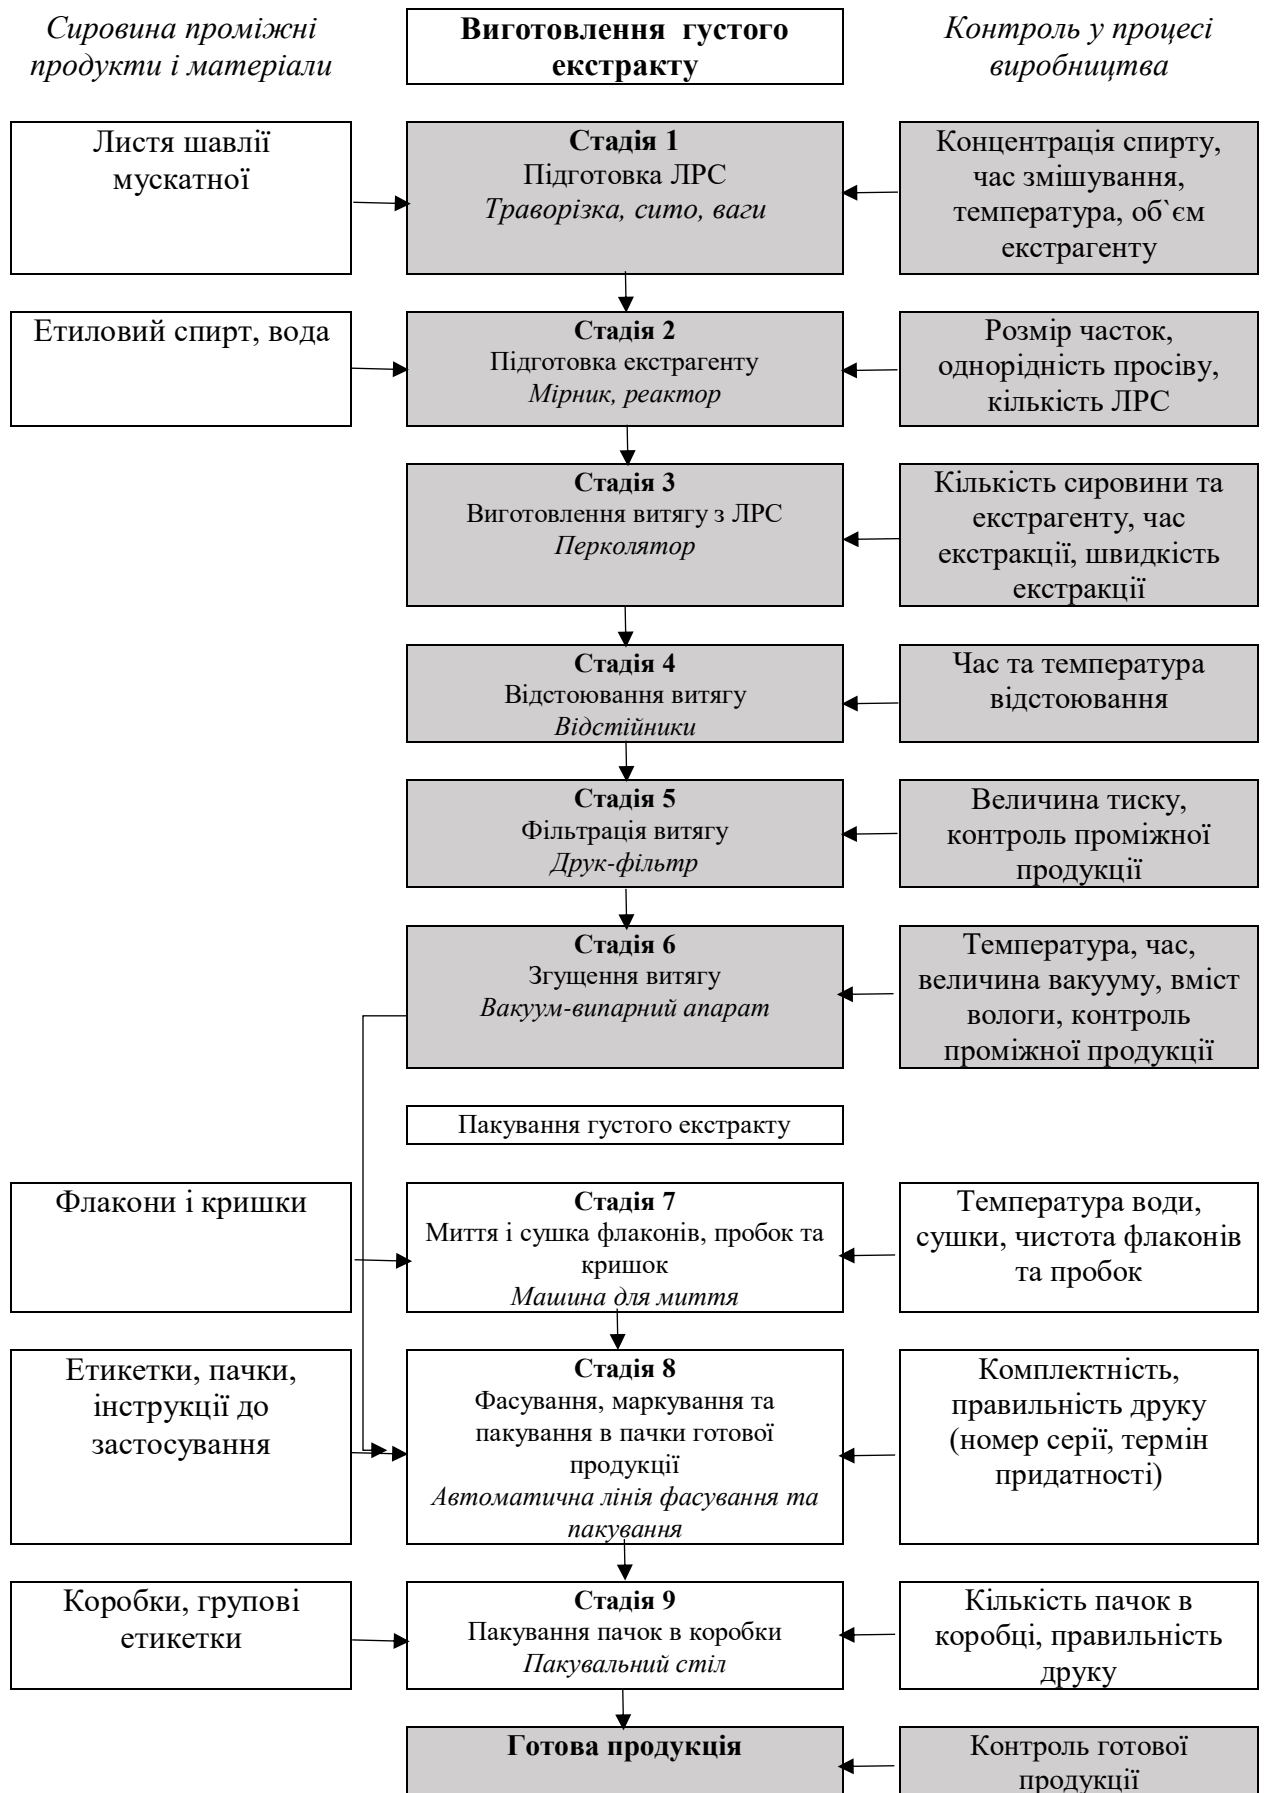 Сировина проміжні
продукти і матеріали
Виготовлення густого
екстракту
Контроль у процесі
виробництва
Листя шавлії
мускатної
Стадія 1
Підготовка ЛРС
Траворізка, сито, ваги
Концентрація спирту,
час змішування,
температура, об`єм
екстрагенту
Етиловий спирт, вода
Стадія 2
Підготовка екстрагенту
Мірник, реактор
Розмір часток,
однорідність просіву,
кількість ЛРС
Стадія 3
Виготовлення витягу з ЛРС
Перколятор
Кількість сировини та
екстрагенту, час
екстракції, швидкість
екстракції
Стадія 4
Відстоювання витягу
Відстійники
Час та температура
відстоювання
Стадія 5
Фільтрація витягу
Друк-фільтр
Величина тиску,
контроль проміжної
продукції
Стадія 6
Згущення витягу
Вакуум-випарний апарат
Температура, час,
величина вакууму, вміст
вологи, контроль
проміжної продукції
Пакування густого екстракту
Флакони і кришки
Стадія 7
Миття і сушка флаконів, пробок та
кришок
Машина для миття
Температура води,
сушки, чистота флаконів
та пробок
Етикетки, пачки,
інструкції до
застосування
Стадія 8
Фасування, маркування та
пакування в пачки готової
продукції
Автоматична лінія фасування та
пакування
Комплектність,
правильність друку
(номер серії, термін
придатності)
Коробки, групові
етикетки
Стадія 9
Пакування пачок в коробки
Пакувальний стіл
Кількість пачок в
коробці, правильність
друку
Готова продукція
Контроль готової
продукції